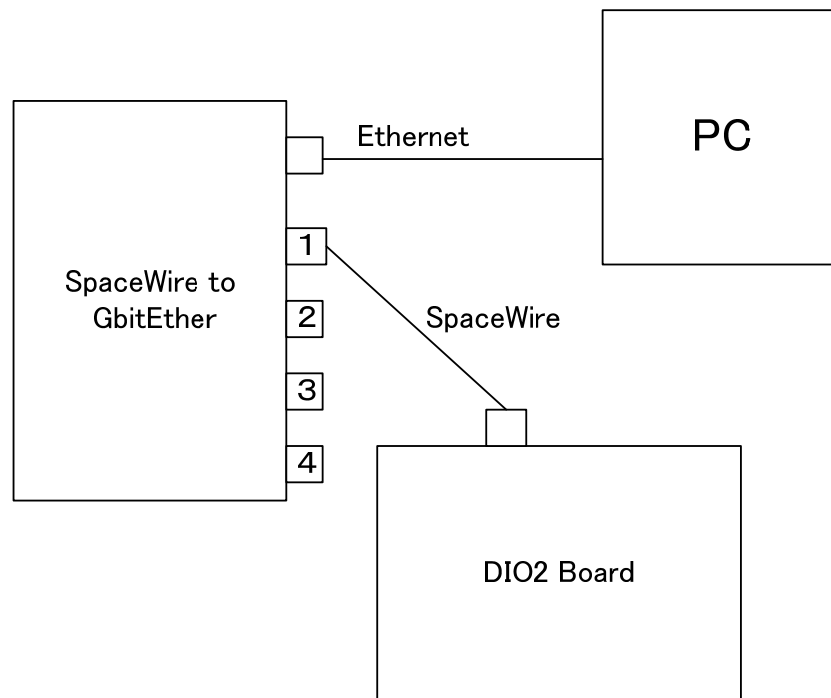 Ethernet
PC
1
SpaceWire to
GbitEther
2
SpaceWire
3
4
DIO2 Board